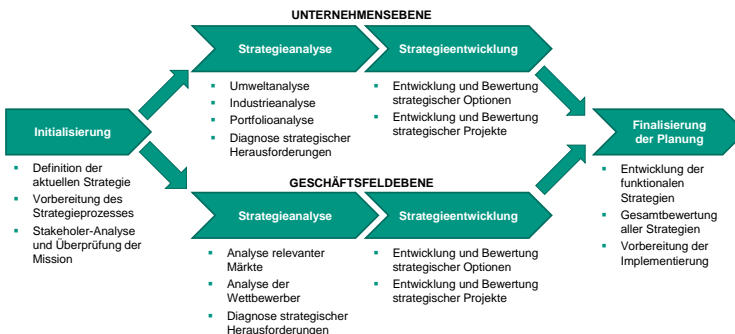 UNTERNEHMENSEBENE
Strategieanalyse
Strategieentwicklung
Umweltanalyse
Industrieanalyse
Portfolioanalyse
Diagnose strategischer
Herausforderungen
Entwicklung und Bewertung
strategischer Optionen
Entwicklung und Bewertung
strategischer Projekte
Initialisierung
Definition der
aktuellen Strategie
Vorbereitung des
Strategieprozesses
Stakeholer-Analyse
und Überprüfung der
Mission
Finalisierung
der Planung
Entwicklung der
funktionalen
Strategien
Gesamtbewertung
aller Strategien
Vorbereitung der
Implementierung
GESCHÄFTSFELDEBENE
Strategieanalyse
Strategieentwicklung
Analyse relevanter
Märkte
Analyse der
Wettbewerber
Diagnose strategischer
Herausforderungen
Entwicklung und Bewertung
strategischer Optionen
Entwicklung und Bewertung
strategischer Projekte